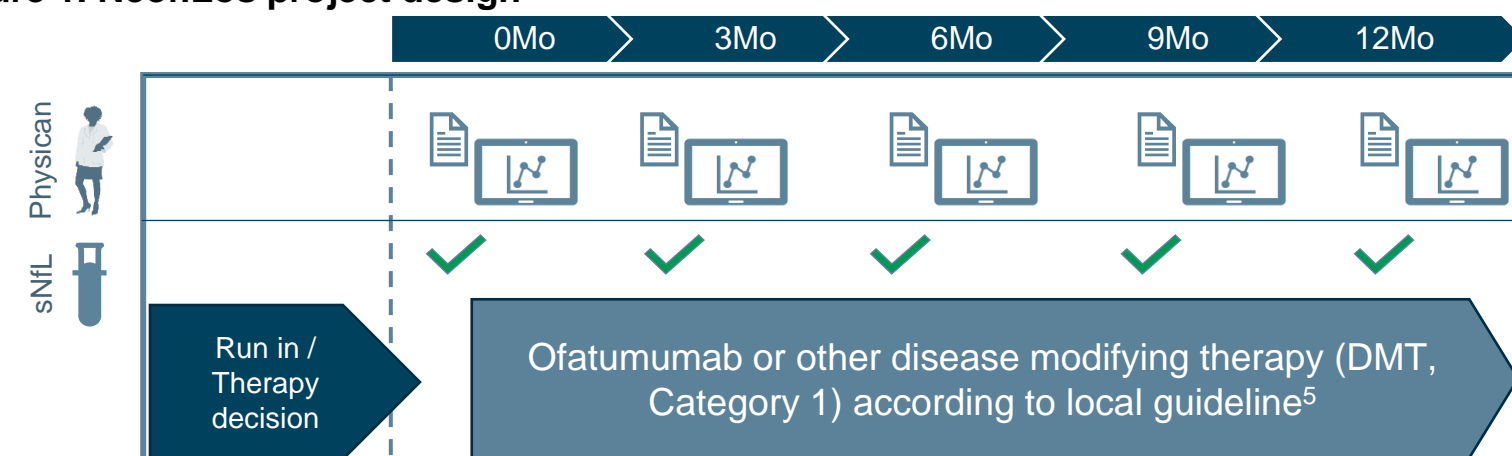 0Mo 3Mo 6Mo 9Mo 12Mo
Physican
sNfL
Run in /
Therapy
decision
Ofatumumab or other disease modifying therapy (DMT,
Category 1) according to local guideline⁵